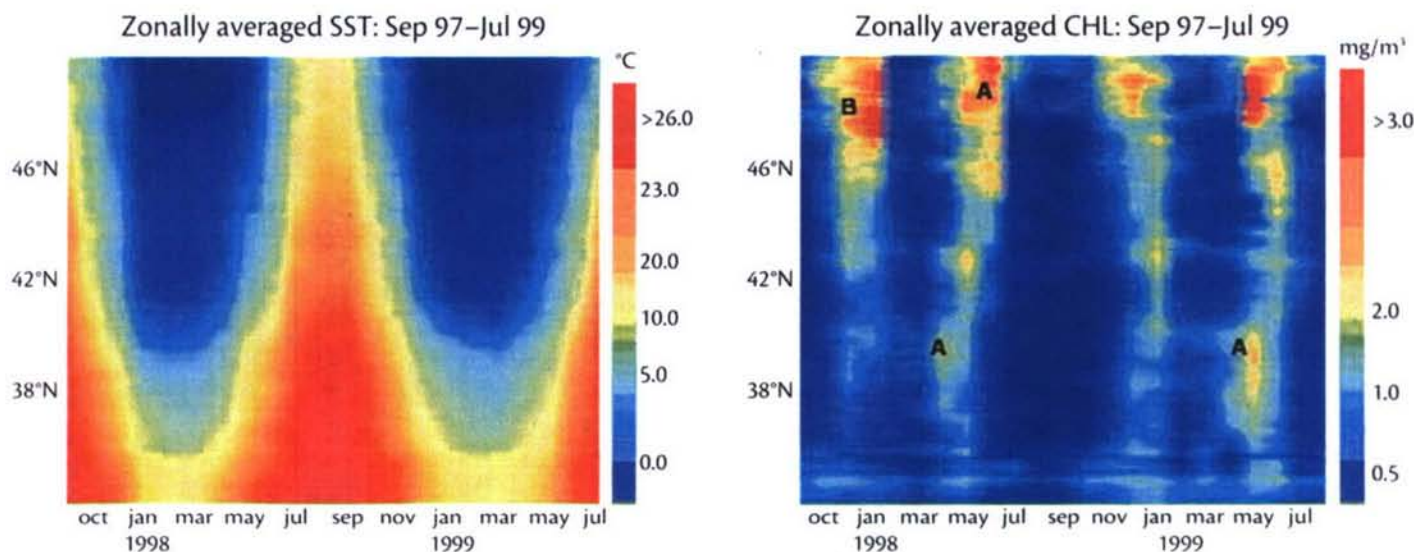 Zonally averaged SST: Sep 97–Jul 99
°C
>26.0
23.0
20.0
10.0
5.0
0.0
46°N
42°N
38°N
oct jan mar may jul sep nov jan mar may jul
1998 1999
Zonally averaged CHL: Sep 97–Jul 99
mg/m³
>3.0
2.0
1.0
0.5
46°N
42°N
38°N
B
A
A
A
oct jan mar may jul sep nov jan mar may jul
1998 1999